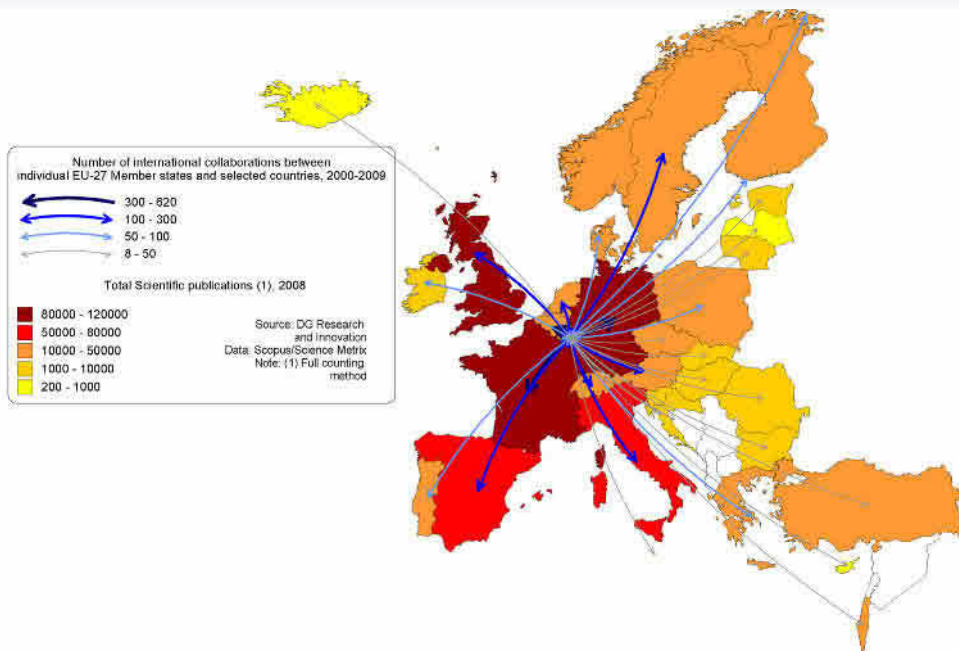 Number of international collaborations between
individual EU-27 Member states and selected countries, 2000-2009
300 - 620
100 - 300
50 - 100
8 - 50
Total Scientific publications (1), 2008
80000 - 120000
50000 - 80000
10000 - 50000
1000 - 10000
200 - 1000
Source: DG Research
and Innovation
Data: Scopus/Science Metrix
Note: (1) Full counting
method